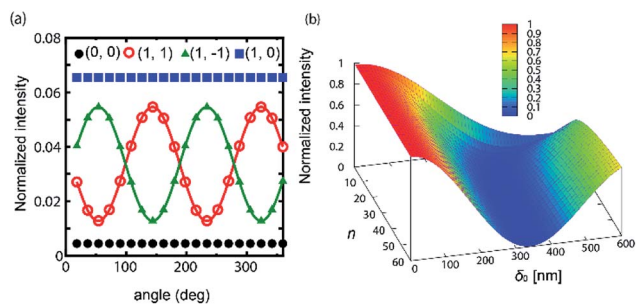 (a)
0.08
(0, 0) (1, 1) (1, -1) (1, 0)
0.06
0.04
0.02
0
Normalized intensity
0 100 200 300
angle (deg)
(b)
1
0.9
0.8
0.7
0.6
0.5
0.4
0.3
0.2
0.1
0
Normalized intensity
1
0.8
0.6
0.4
0.2
0
10
20
30
40
50
60
n
0 100 200 300 400 500 600
δ₀ [nm]